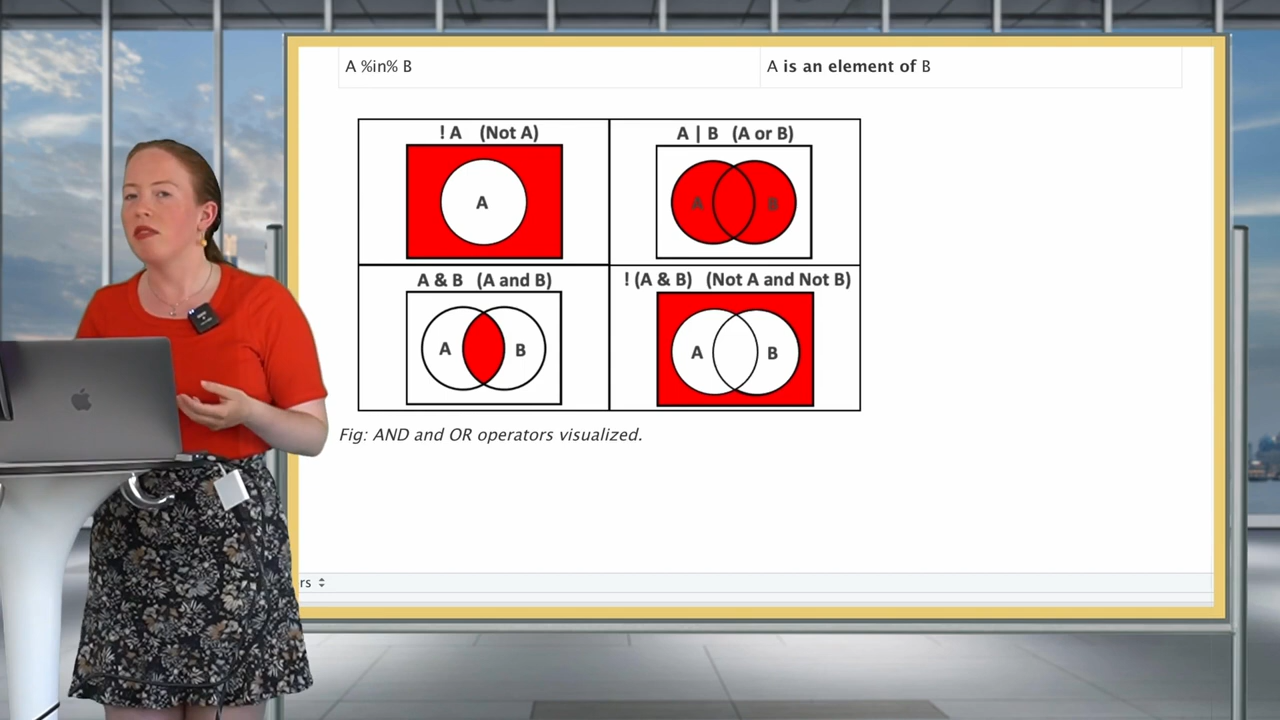 A %in% B
A is an element of B
! A (Not A)
A | B (A or B)
A
A B
A & B (A and B)
! (A & B) (Not A and Not B)
A B
A B
Fig: AND and OR operators visualized.
rs